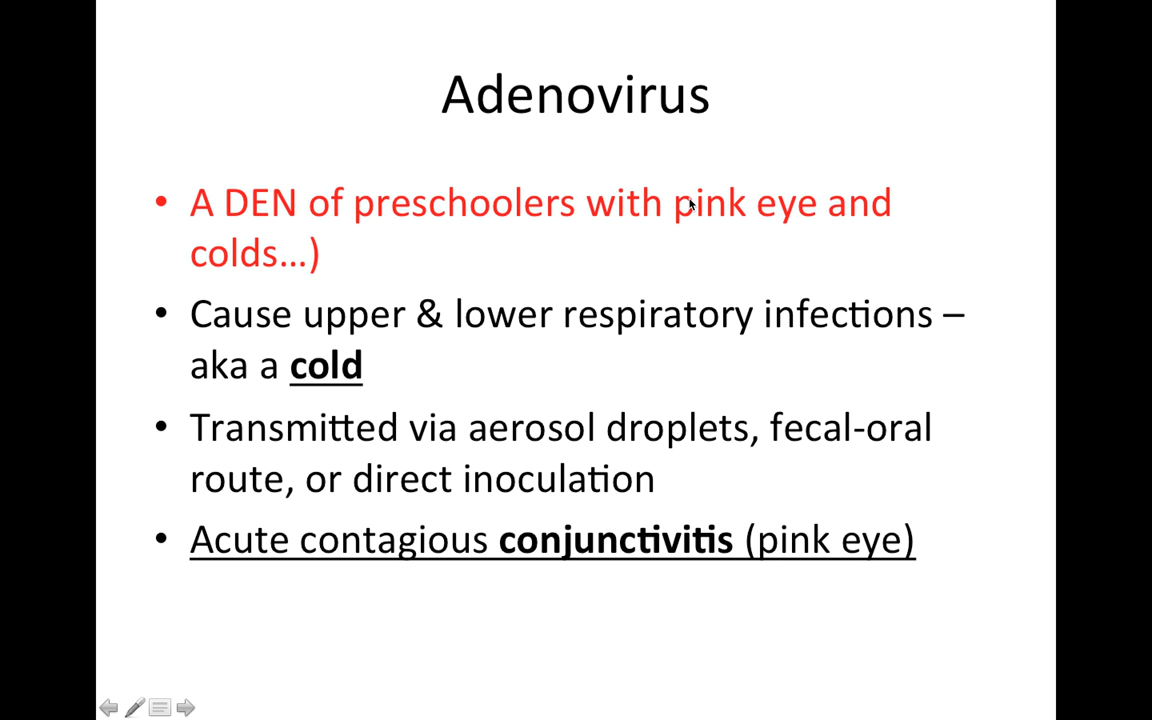 Adenovirus
• A DEN of preschoolers with pink eye and
colds...)
• Cause upper & lower respiratory infections –
aka a cold
• Transmitted via aerosol droplets, fecal-oral
route, or direct inoculation
• Acute contagious conjunctivitis (pink eye)